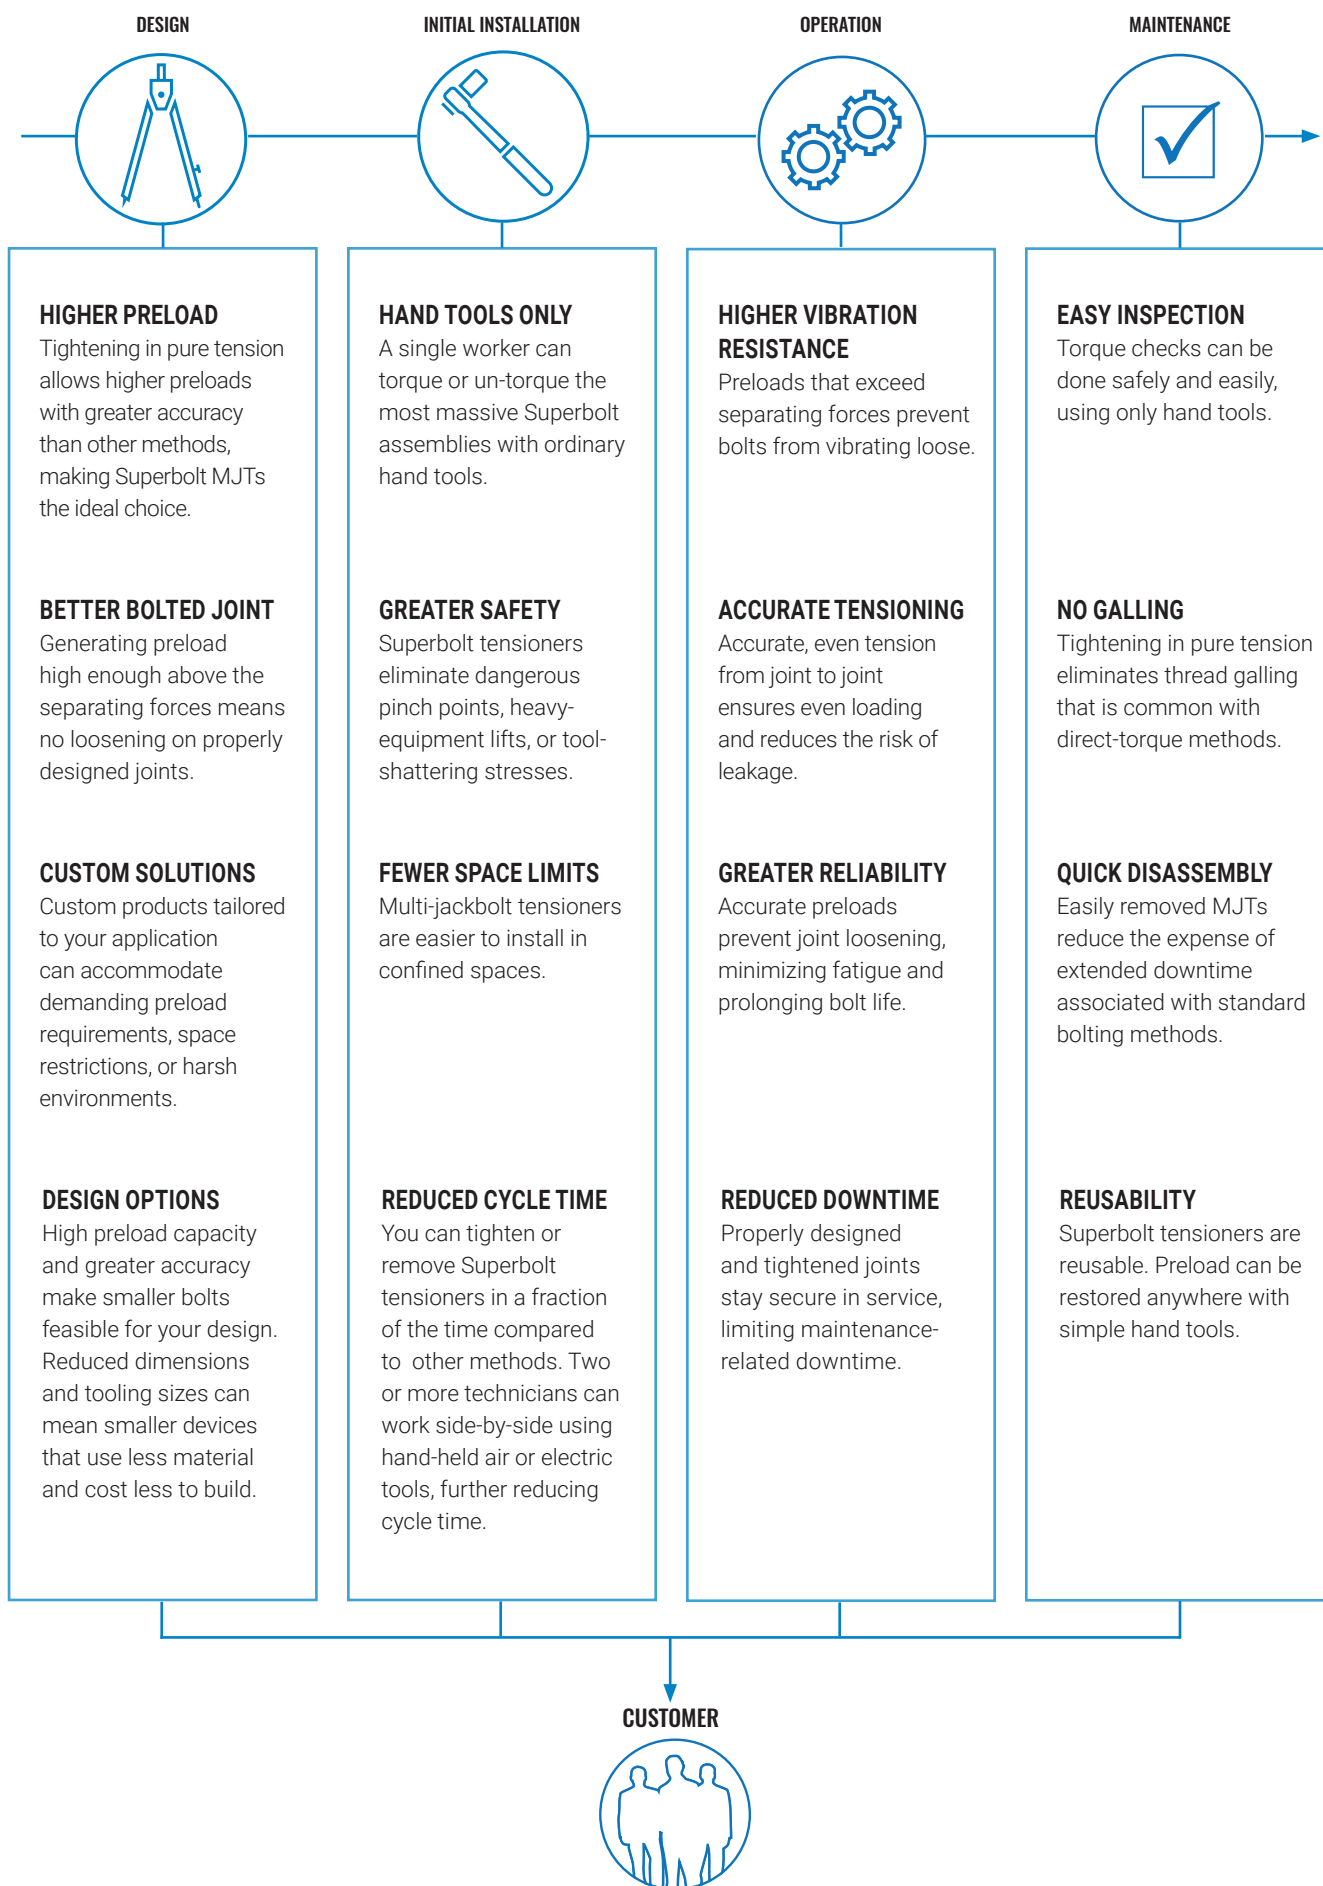 DESIGN
INITIAL INSTALLATION
OPERATION
MAINTENANCE
HIGHER PRELOAD
Tightening in pure tension
allows higher preloads
with greater accuracy
than other methods,
making Superbolt MJTs
the ideal choice.
BETTER BOLTED JOINT
Generating preload
high enough above the
separating forces means
no loosening on properly
designed joints.
CUSTOM SOLUTIONS
Custom products tailored
to your application
can accommodate
demanding preload
requirements, space
restrictions, or harsh
environments.
DESIGN OPTIONS
High preload capacity
and greater accuracy
make smaller bolts
feasible for your design.
Reduced dimensions
and tooling sizes can
mean smaller devices
that use less material
and cost less to build.
HAND TOOLS ONLY
A single worker can
torque or un-torque the
most massive Superbolt
assemblies with ordinary
hand tools.
GREATER SAFETY
Superbolt tensioners
eliminate dangerous
pinch points, heavy-
equipment lifts, or tool-
shattering stresses.
FEWER SPACE LIMITS
Multi-jackbolt tensioners
are easier to install in
confined spaces.
REDUCED CYCLE TIME
You can tighten or
remove Superbolt
tensioners in a fraction
of the time compared
to other methods. Two
or more technicians can
work side-by-side using
hand-held air or electric
tools, further reducing
cycle time.
HIGHER VIBRATION
RESISTANCE
Preloads that exceed
separating forces prevent
bolts from vibrating loose.
ACCURATE TENSIONING
Accurate, even tension
from joint to joint
ensures even loading
and reduces the risk of
leakage.
GREATER RELIABILITY
Accurate preloads
prevent joint loosening,
minimizing fatigue and
prolonging bolt life.
REDUCED DOWNTIME
Properly designed
and tightened joints
stay secure in service,
limiting maintenance-
related downtime.
EASY INSPECTION
Torque checks can be
done safely and easily,
using only hand tools.
NO GALLING
Tightening in pure tension
eliminates thread galling
that is common with
direct-torque methods.
QUICK DISASSEMBLY
Easily removed MJTs
reduce the expense of
extended downtime
associated with standard
bolting methods.
REUSABILITY
Superbolt tensioners are
reusable. Preload can be
restored anywhere with
simple hand tools.
CUSTOMER